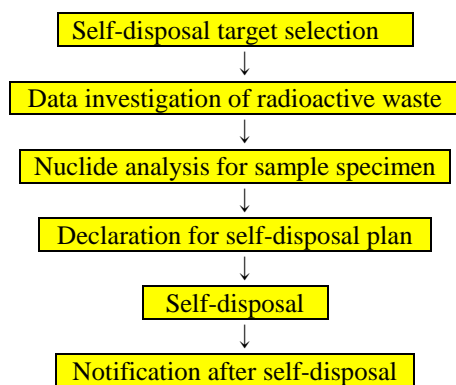 Self-disposal target selection
Data investigation of radioactive waste
Nuclide analysis for sample specimen
Declaration for self-disposal plan
Self-disposal
Notification after self-disposal